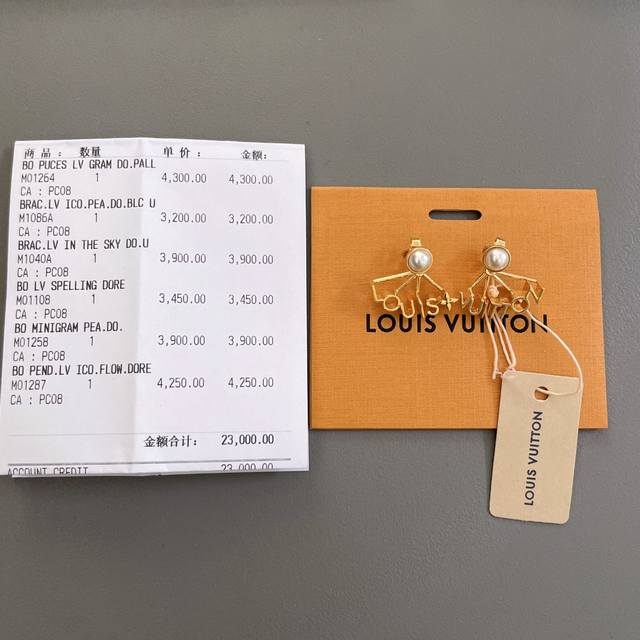 商品： 数量 单价： 金额：
BO PUCES LV GRAM DO.PALL
M01264 1 4,300.00 4,300.00
CA : PC08
BRAC.LV ICO.PEA.DO.BLC U
M1086A 1 3,200.00 3,200.00
CA : PC08
BRAC.LV IN THE SKY DO.U
M1040A 1 3,900.00 3,900.00
CA : PC08
BO LV SPELLING DORE
M01108 1 3,450.00 3,450.00
CA : PC08
BO MINIGRAM PEA.DO.
M01258 1 3,900.00 3,900.00
CA : PC08
BO PEND.LV ICO.FLOW.DORE
M01287 1 4,250.00 4,250.00
CA : PC08
金额合计： 23,000.00
ACCOUNT CREDIT 23,000.00
LOUIS VUITTON
LOUIS VUITTON
LOUIS VUITTON